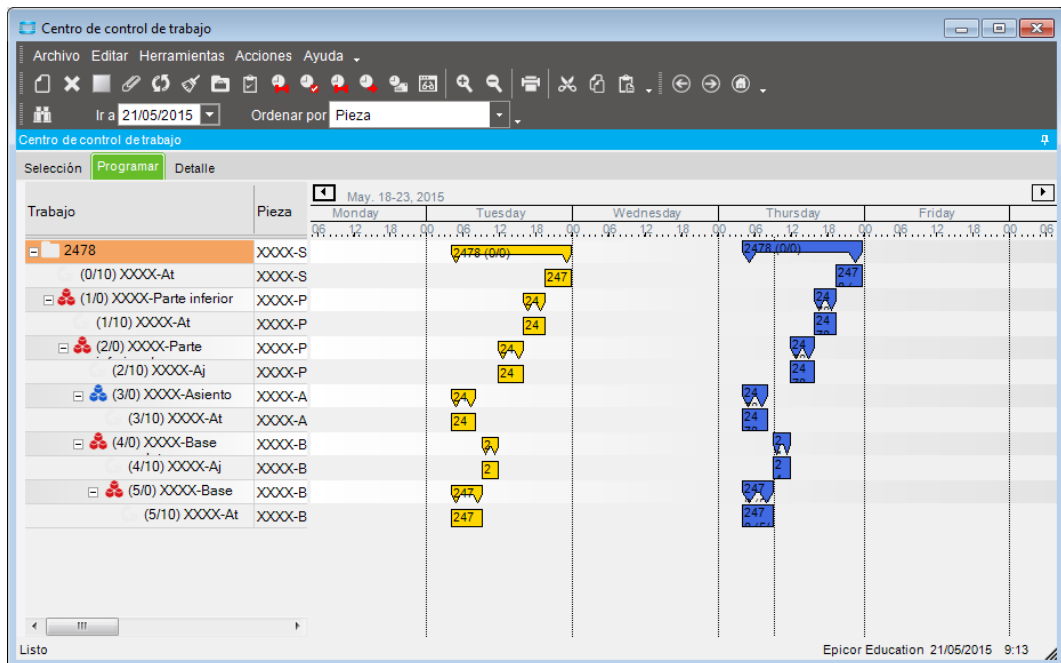 Centro de control de trabajo
Archivo Editar Herramientas Acciones Ayuda
Ir a 21/05/2015 Ordenar por Pieza
Centro de control de trabajo
Selección Programar Detalle
May. 18-23, 2015
Trabajo Pieza Monday Tuesday Wednesday Thursday Friday
06 12 18 00 06 12 18 00 06 12 18 00 06 12 18 00 06 12 18 00 06
2478 XXXX-S 2478 (0/0) 2478 (0/0)
(0/10) XXXX-At XXXX-S 247 247
(1/0) XXXX-Parte inferior XXXX-P 24 24
(1/10) XXXX-At XXXX-P 24 24
(2/0) XXXX-Parte XXXX-P 24 24
(2/10) XXXX-Aj XXXX-P 24 24
(3/0) XXXX-Asiento XXXX-A 24 24
(3/10) XXXX-At XXXX-A 24 24
(4/0) XXXX-Base XXXX-B 2 2
(4/10) XXXX-Aj XXXX-B 2 2
(5/0) XXXX-Base XXXX-B 247 247
(5/10) XXXX-At XXXX-B 247 247
Listo Epicor Education 21/05/2015 9:13